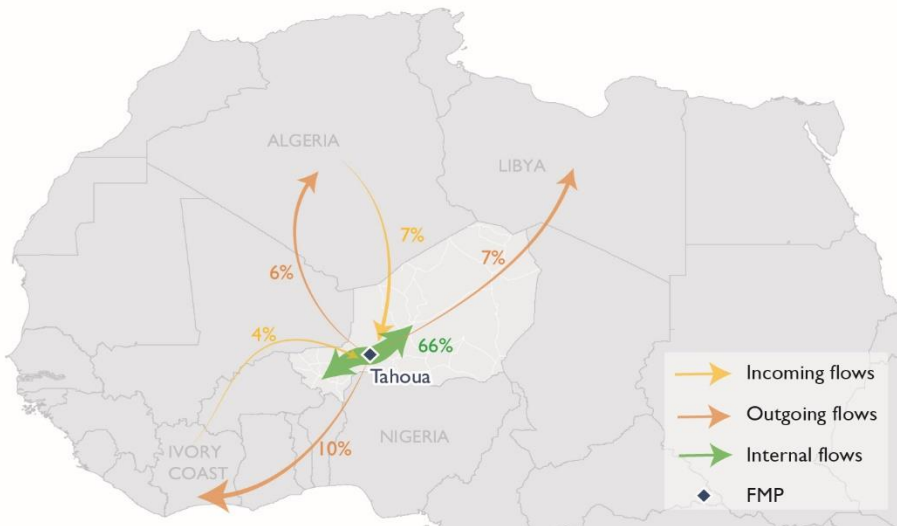 ALGERIA
LIBYA
7%
7%
6%
4%
66%
Tahoua
IVORY
COAST
10%
NIGERIA
Incoming flows
Outgoing flows
Internal flows
FMP